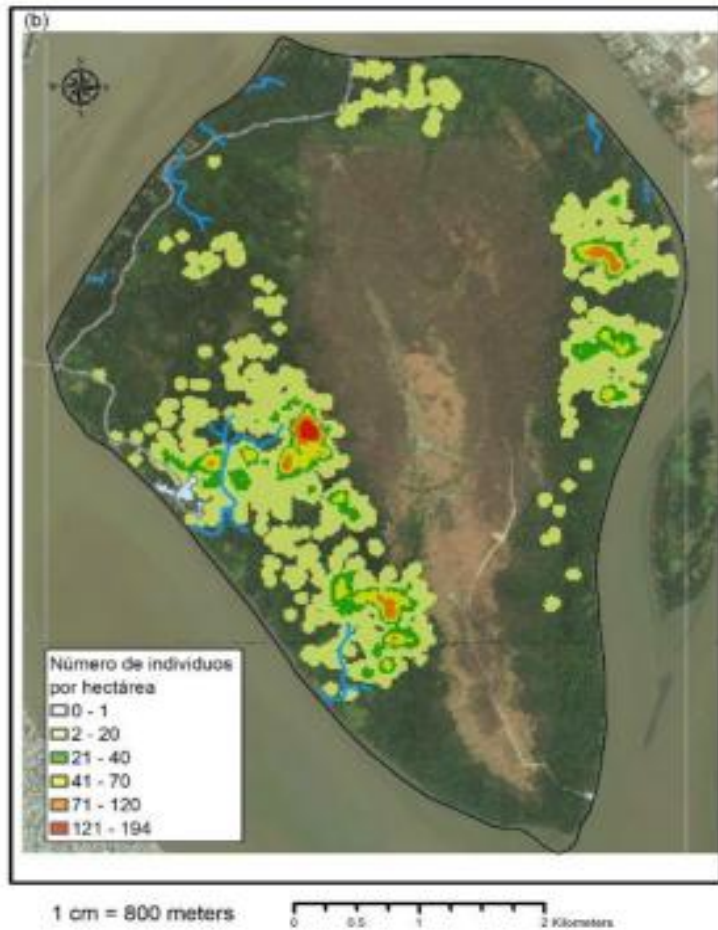 (b)
Número de individuos
por hectárea
0 - 1
2 - 20
21 - 40
41 - 70
71 - 120
121 - 194
1 cm = 800 meters
0 0.5 1 2 Kilometers